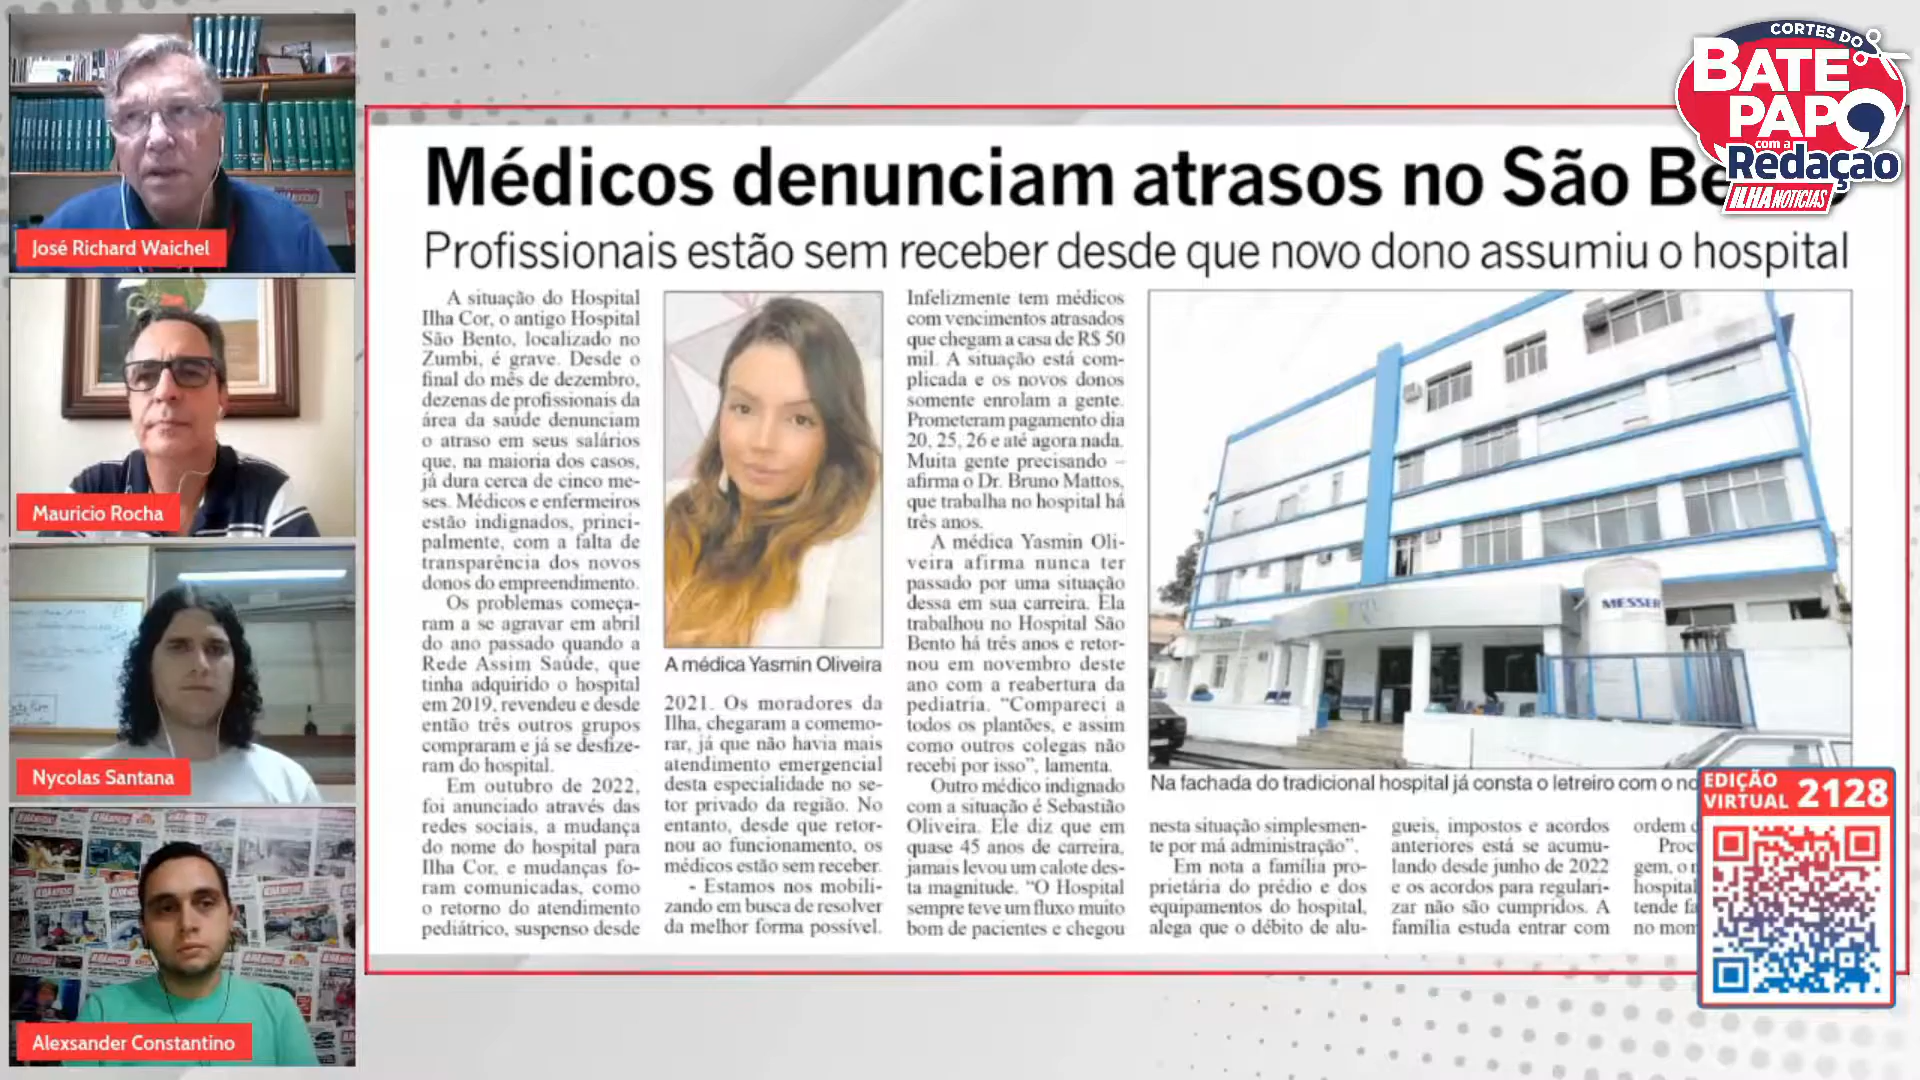 José Richard Waichel
Mauricio Rocha
Nycolas Santana
Alexsander Constantino
CORTES DO
BATE
PAPO
com a
Redação
ILHA NOTÍCIAS
Médicos denunciam atrasos no São Be
Profissionais estão sem receber desde que novo dono assumiu o hospital
A situação do Hospital
Ilha Cor, o antigo Hospital
São Bento, localizado no
Zumbi, é grave. Desde o
final do mês de dezembro,
dezenas de profissionais da
área da saúde denunciam
o atraso em seus salários
que, na maioria dos casos,
já dura cerca de cinco me-
ses. Médicos e enfermeiros
estão indignados, princi-
palmente, com a falta de
transparência dos novos
donos do empreendimento.
Os problemas começa-
ram a se agravar em abril
do ano passado quando a
Rede Assim Saúde, que
tinha adquirido o hospital
em 2019, revendeu e desde
então três outros grupos
compraram e já se desfize-
ram do hospital.
Em outubro de 2022,
foi anunciado através das
redes sociais, a mudança
do nome do hospital para
Ilha Cor, e mudanças fo-
ram comunicadas, como
o retorno do atendimento
pediátrico, suspenso desde
A médica Yasmin Oliveira
2021. Os moradores da
Ilha, chegaram a comemo-
rar, já que não havia mais
atendimento emergencial
desta especialidade no se-
tor privado da região. No
entanto, desde que retor-
nou ao funcionamento, os
médicos estão sem receber.
- Estamos nos mobili-
zando em busca de resolver
da melhor forma possível.
Infelizmente tem médicos
com vencimentos atrasados
que chegam a casa de R$ 50
mil. A situação está com-
plicada e os novos donos
somente enrolam a gente.
Prometeram pagamento dia
20, 25, 26 e até agora nada.
Muita gente precisando –
afirma o Dr. Bruno Mattos,
que trabalha no hospital há
três anos.
A médica Yasmin Oli-
veira afirma nunca ter
passado por uma situação
dessa em sua carreira. Ela
trabalhou no Hospital São
Bento há três anos e retor-
nou em novembro deste
ano com a reabertura da
pediatria. “Compareci a
todos os plantões, e assim
como outros colegas não
recebi por isso”, lamenta.
Outro médico indignado
com a situação é Sebastião
Oliveira. Ele diz que em
quase 45 anos de carreira,
jamais levou um calote des-
ta magnitude. “O Hospital
sempre teve um fluxo muito
bom de pacientes e chegou
MESSER
Na fachada do tradicional hospital já consta o letreiro com o no
nesta situação simplesmen-
te por má administração”.
Em nota a família pro-
prietária do prédio e dos
equipamentos do hospital,
alega que o débito de alu-
gueis, impostos e acordos
anteriores está se acumu-
lando desde junho de 2022
e os acordos para regulari-
zar não são cumpridos. A
família estuda entrar com
ordem d
Proc
gem, o r
hospital
tende fa
no mom
EDIÇÃO
VIRTUAL 2128